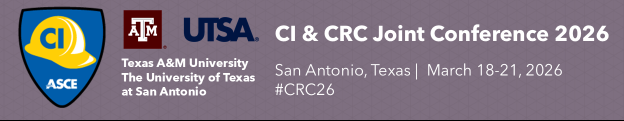 CI
ASCE
ATM
UTSA
Texas A&M University
The University of Texas
at San Antonio
CI & CRC Joint Conference 2026
San Antonio, Texas | March 18-21, 2026
#CRC26